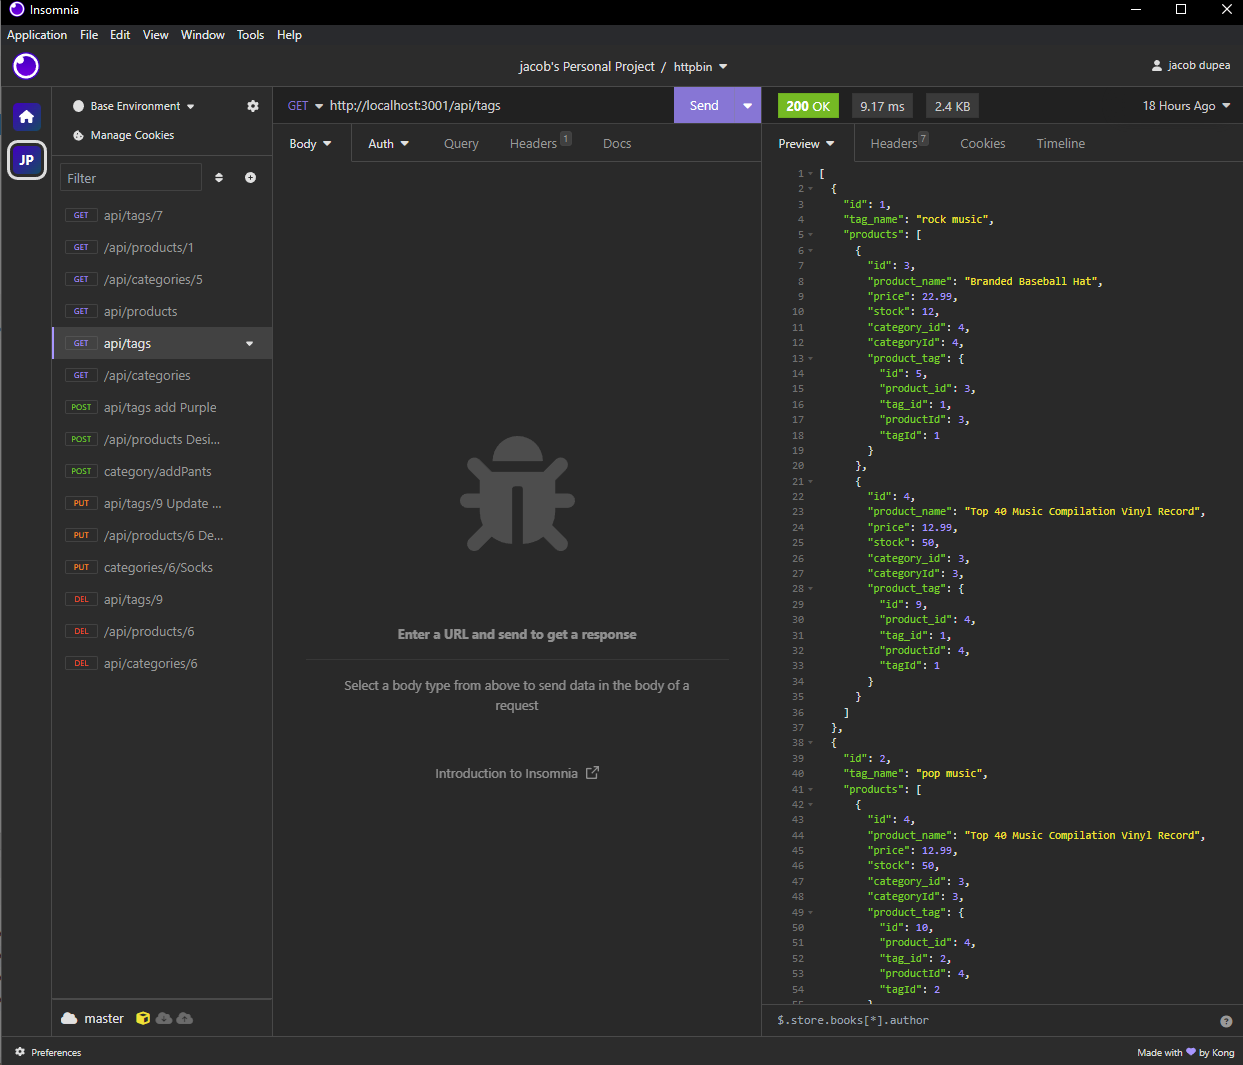 Insomnia
Application File Edit View Window Tools Help
jacob's Personal Project / httpbin
jacob dupea
JP
Base Environment
Manage Cookies
Filter
GET api/tags/7
GET /api/products/1
GET /api/categories/5
GET api/products
GET api/tags
GET /api/categories
POST api/tags add Purple
POST /api/products Desi...
POST category/addPants
PUT api/tags/9 Update ...
PUT /api/products/6 De...
PUT categories/6/Socks
DEL api/tags/9
DEL /api/products/6
DEL api/categories/6
master
GET http://localhost:3001/api/tags Send
Body Auth Query Headers 1 Docs
Enter a URL and send to get a response
Select a body type from above to send data in the body of a
request
Introduction to Insomnia
200 OK 9.17 ms 2.4 KB 18 Hours Ago
Preview Headers 7 Cookies Timeline
1 [
2 {
3 "id": 1,
4 "tag_name": "rock music",
5 "products": [
6 {
7 "id": 3,
8 "product_name": "Branded Baseball Hat",
9 "price": 22.99,
10 "stock": 12,
11 "category_id": 4,
12 "categoryId": 4,
13 "product_tag": {
14 "id": 5,
15 "product_id": 3,
16 "tag_id": 1,
17 "productId": 3,
18 "tagId": 1
19 }
20 },
21 {
22 "id": 4,
23 "product_name": "Top 40 Music Compilation Vinyl Record",
24 "price": 12.99,
25 "stock": 50,
26 "category_id": 3,
27 "categoryId": 3,
28 "product_tag": {
29 "id": 9,
30 "product_id": 4,
31 "tag_id": 1,
32 "productId": 4,
33 "tagId": 1
34 }
35 }
36 ]
37 },
38 {
39 "id": 2,
40 "tag_name": "pop music",
41 "products": [
42 {
43 "id": 4,
44 "product_name": "Top 40 Music Compilation Vinyl Record",
45 "price": 12.99,
46 "stock": 50,
47 "category_id": 3,
48 "categoryId": 3,
49 "product_tag": {
50 "id": 10,
51 "product_id": 4,
52 "tag_id": 2,
53 "productId": 4,
54 "tagId": 2
$.store.books[*].author ?
Preferences
Made with by Kong